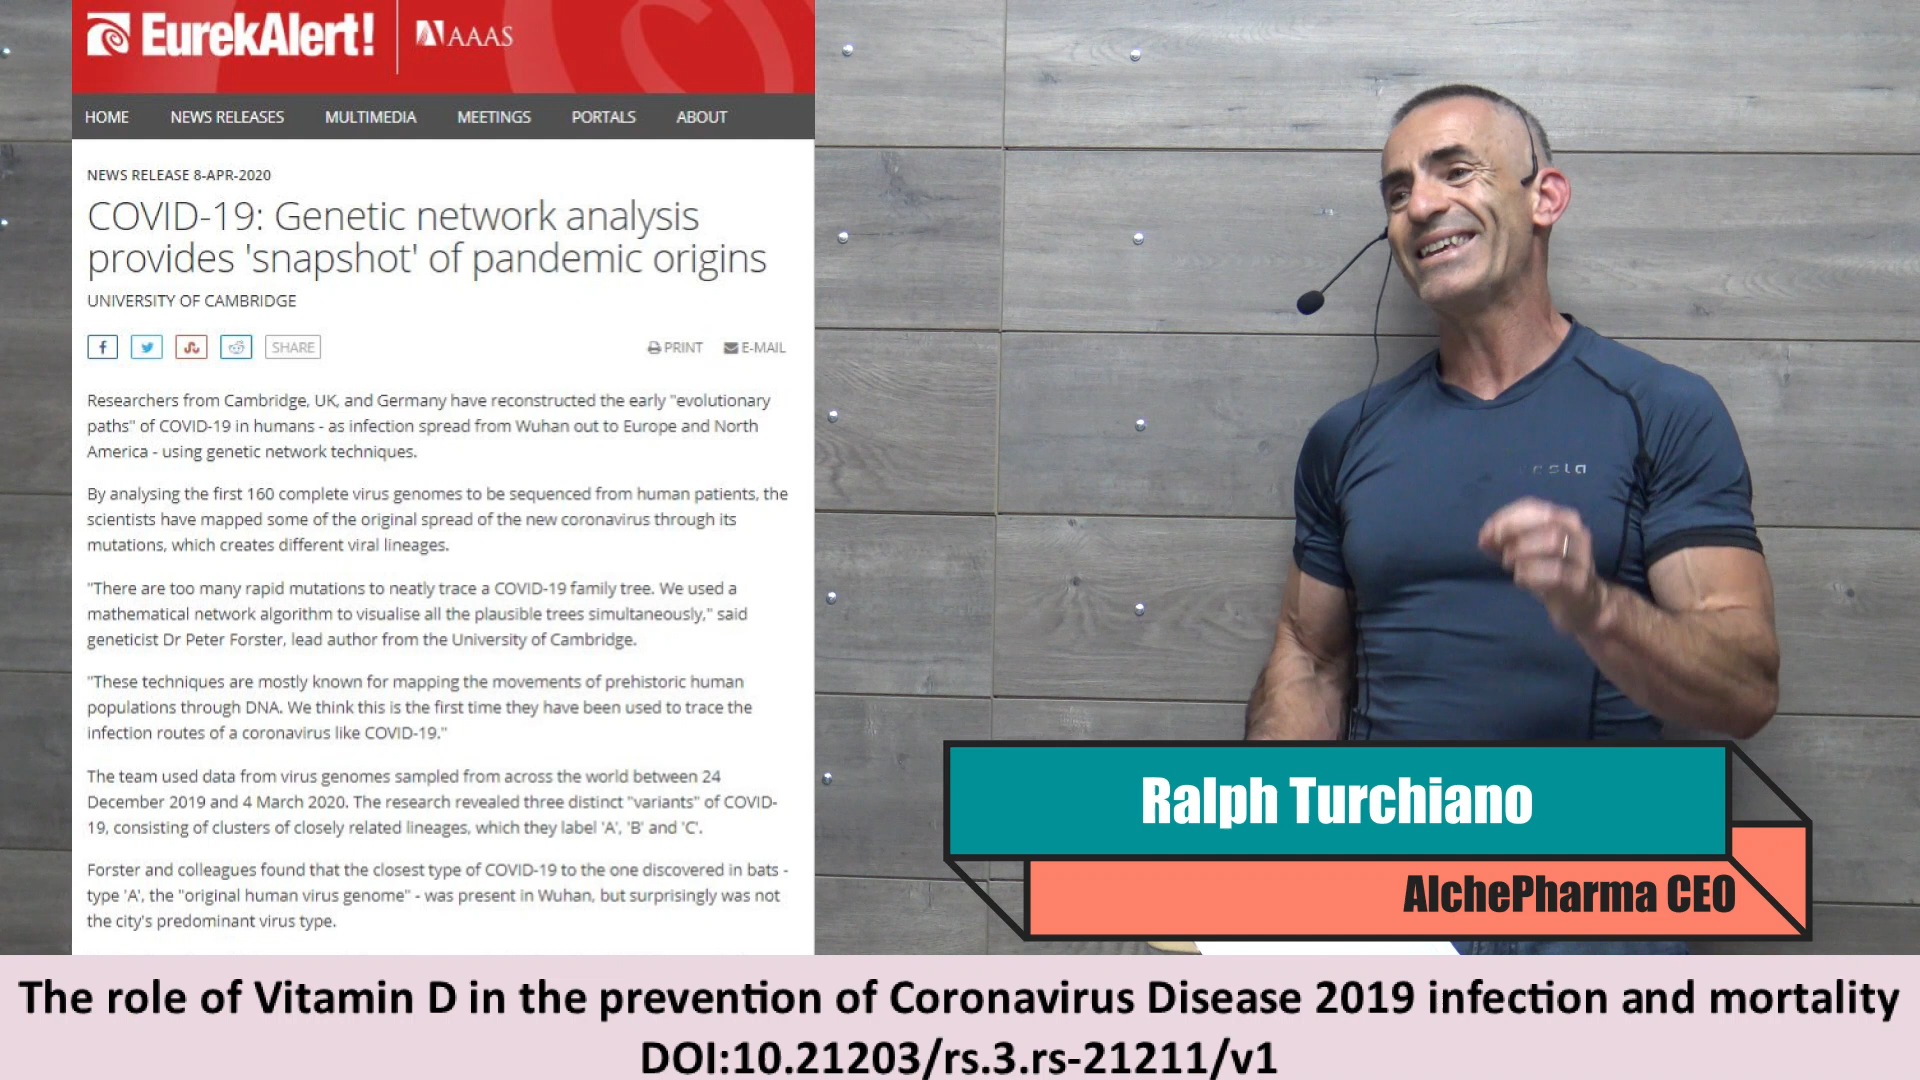 EurekAlert!
AAAS
HOME NEWS RELEASES MULTIMEDIA MEETINGS PORTALS ABOUT
NEWS RELEASE 8-APR-2020
COVID-19: Genetic network analysis
provides 'snapshot' of pandemic origins
UNIVERSITY OF CAMBRIDGE
SHARE
PRINT
E-MAIL
Researchers from Cambridge, UK, and Germany have reconstructed the early "evolutionary
paths" of COVID-19 in humans - as infection spread from Wuhan out to Europe and North
America - using genetic network techniques.
By analysing the first 160 complete virus genomes to be sequenced from human patients, the
scientists have mapped some of the original spread of the new coronavirus through its
mutations, which creates different viral lineages.
"There are too many rapid mutations to neatly trace a COVID-19 family tree. We used a
mathematical network algorithm to visualise all the plausible trees simultaneously," said
geneticist Dr Peter Forster, lead author from the University of Cambridge.
"These techniques are mostly known for mapping the movements of prehistoric human
populations through DNA. We think this is the first time they have been used to trace the
infection routes of a coronavirus like COVID-19."
The team used data from virus genomes sampled from across the world between 24
December 2019 and 4 March 2020. The research revealed three distinct "variants" of COVID-
19, consisting of clusters of closely related lineages, which they label 'A', 'B' and 'C'.
Forster and colleagues found that the closest type of COVID-19 to the one discovered in bats -
type 'A', the "original human virus genome" - was present in Wuhan, but surprisingly was not
the city's predominant virus type.
Ralph Turchiano
AlchePharma CEO
The role of Vitamin D in the prevention of Coronavirus Disease 2019 infection and mortality
DOI:10.21203/rs.3.rs-21211/v1